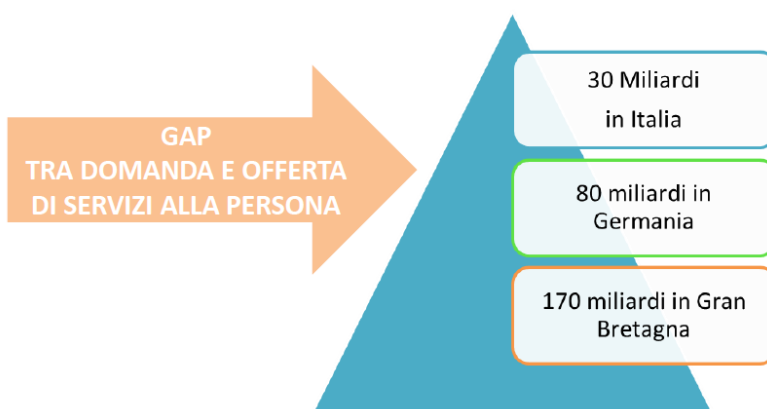 GAP
TRA DOMANDA E OFFERTA
DI SERVIZI ALLA PERSONA
30 Miliardi
in Italia
80 miliardi in
Germania
170 miliardi in Gran
Bretagna